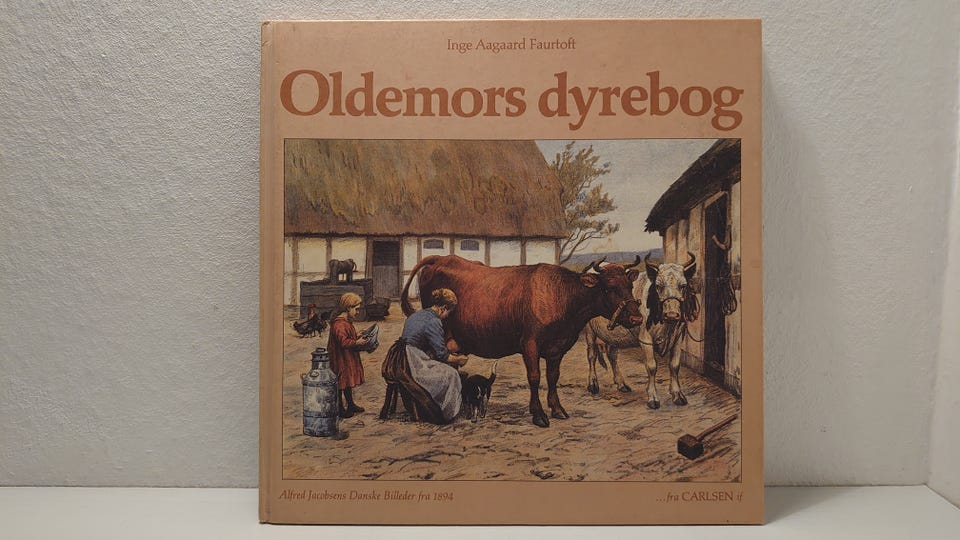 Inge Aagaard Faurtoft
Oldemors dyrebog
Alfred Jacobsens Danske Billeder fra 1894
...fra CARLSEN if